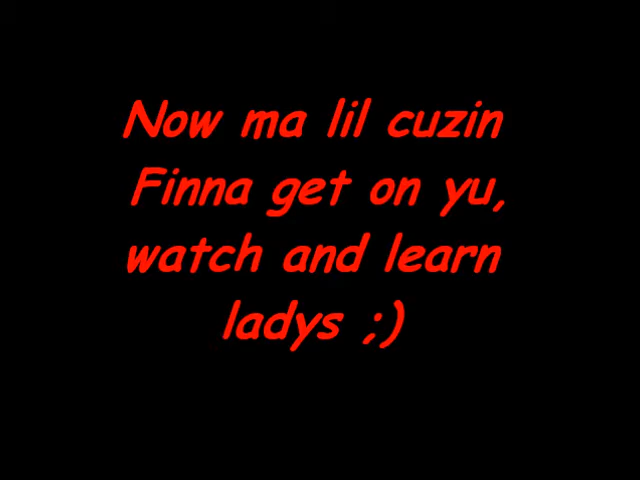 Now ma lil cuzin
Finna get on yu,
watch and learn
ladys ;)